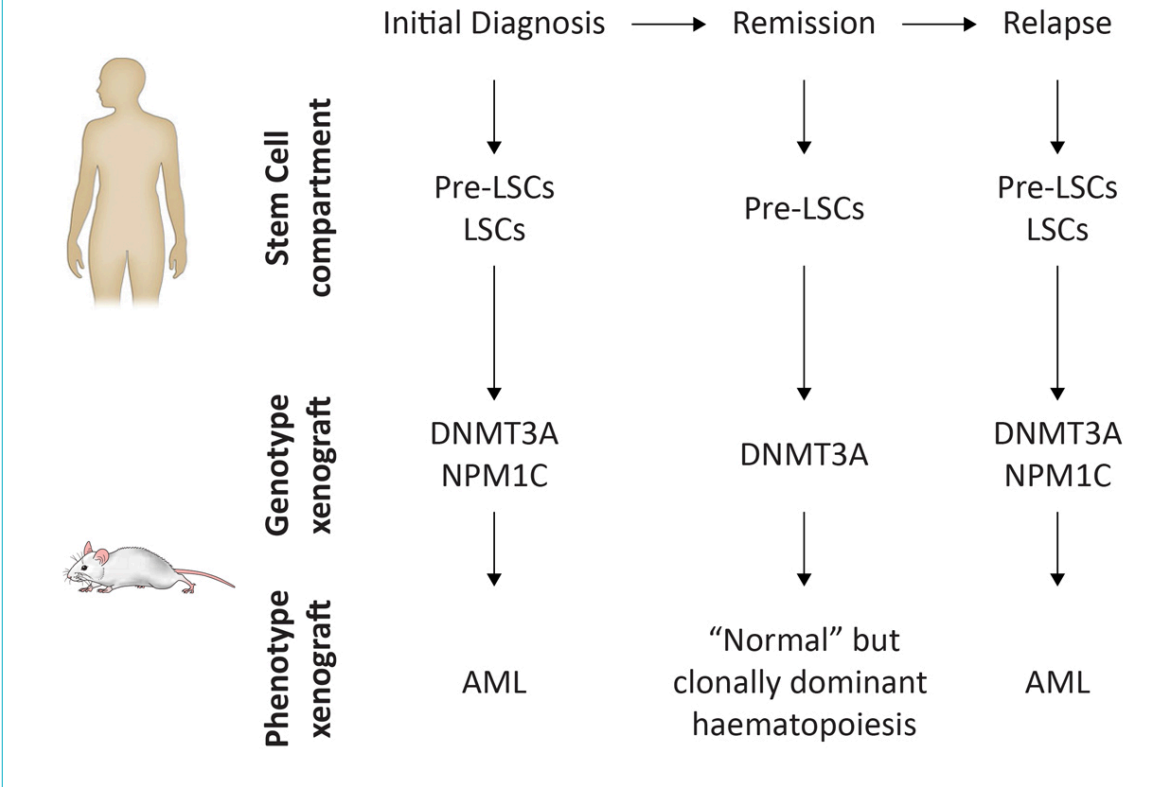 Initial Diagnosis → Remission → Relapse
Stem Cell
compartment
Pre-LSCs
LSCs
Pre-LSCs
Pre-LSCs
LSCs
Genotype
xenograft
DNMT3A
NPM1C
DNMT3A
DNMT3A
NPM1C
Phenotype
xenograft
AML
“Normal” but
clonally dominant
haematopoiesis
AML